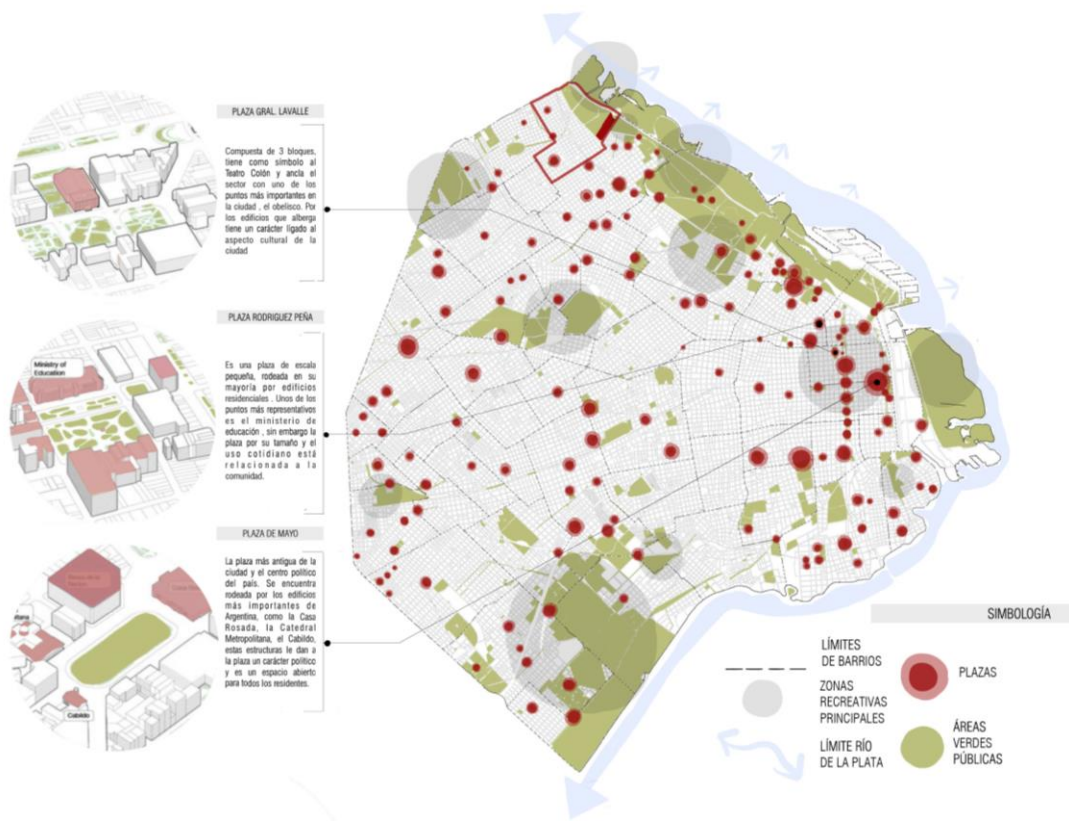 PLAZA GRAL. LAVALLE
Compuesta de 3 bloques,
tiene como símbolo al
Teatro Colón y ancla el
sector con uno de los
puntos más importantes en
la ciudad , el obelisco. Por
los edificios que alberga
tiene un carácter ligado al
aspecto cultural de la
ciudad
PLAZA RODRIGUEZ PEÑA
Ministry of
Education
Es una plaza de escala
pequeña, rodeada en su
mayoría por edificios
residenciales . Unos de los
puntos más representativos
es el ministerio de
educación , sin embargo la
plaza por su tamaño y el
uso cotidiano está
relacionada a la
comunidad.
PLAZA DE MAYO
Cabildo
La plaza más antigua de la
ciudad y el centro político
del país. Se encuentra
rodeada por los edificios
más importantes de
Argentina, como la Casa
Rosada, la Catedral
Metropolitana, el Cabildo,
estas estructuras le dan a
la plaza un carácter político
y es un espacio abierto
para todos los residentes.
SIMBOLOGÍA
LÍMITES
DE BARRIOS
ZONAS
RECREATIVAS
PRINCIPALES
LÍMITE RÍO
DE LA PLATA
PLAZAS
ÁREAS
VERDES
PÚBLICAS